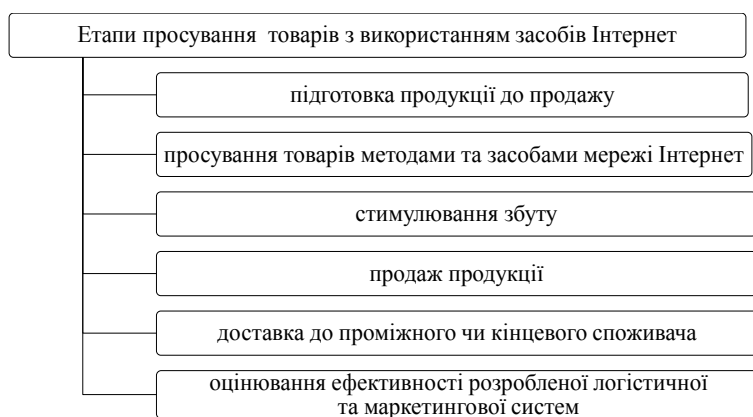 Етапи просування товарів з використанням засобів Інтернет
підготовка продукції до продажу
просування товарів методами та засобами мережі Інтернет
стимулювання збуту
продаж продукції
доставка до проміжного чи кінцевого споживача
оцінювання ефективності розробленої логістичної
та маркетингової систем